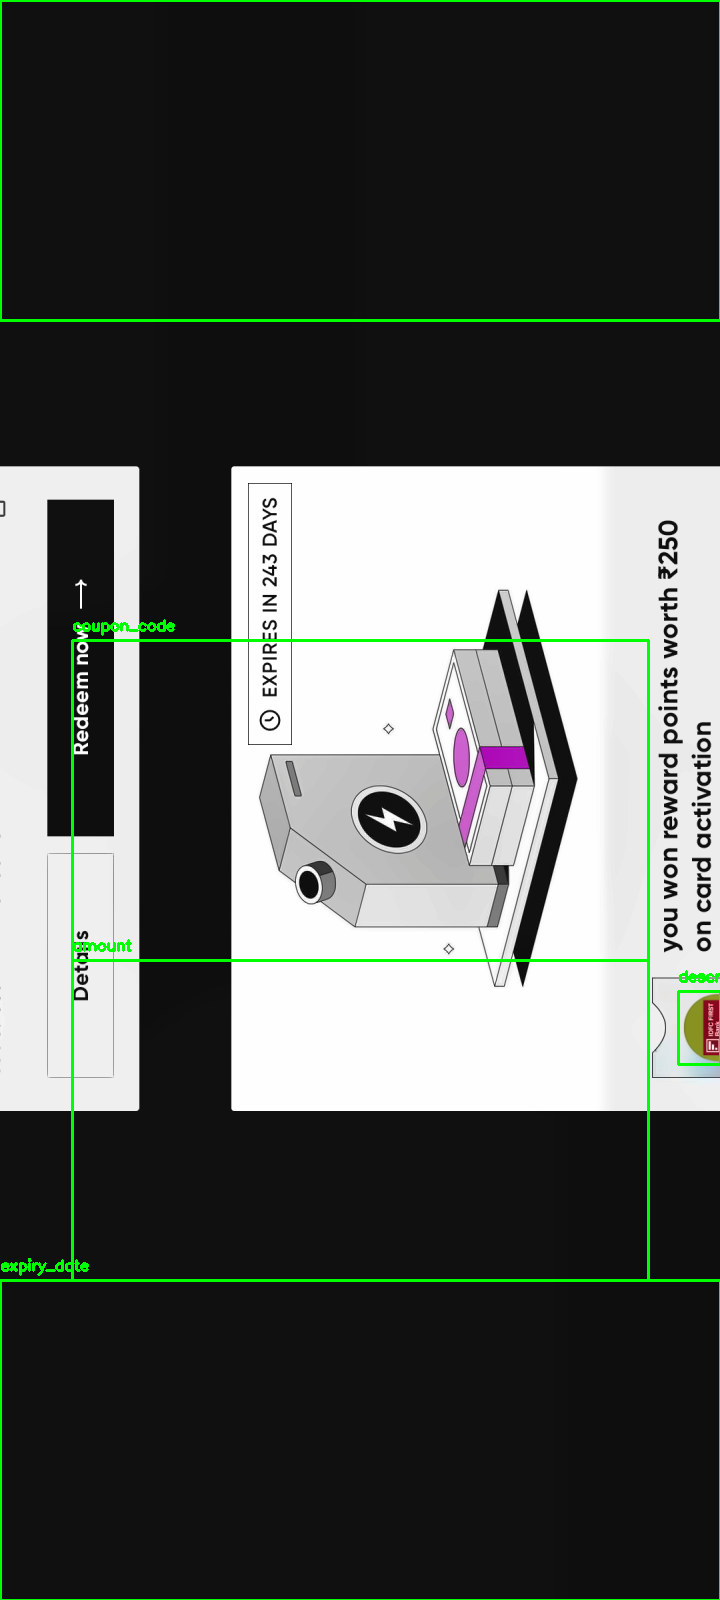 Redeem now →
Details
EXPIRES IN 243 DAYS
you won reward points worth ₹250
on card activation
IDFC FIRST
Bank
coupon_code
amount
expiry_date